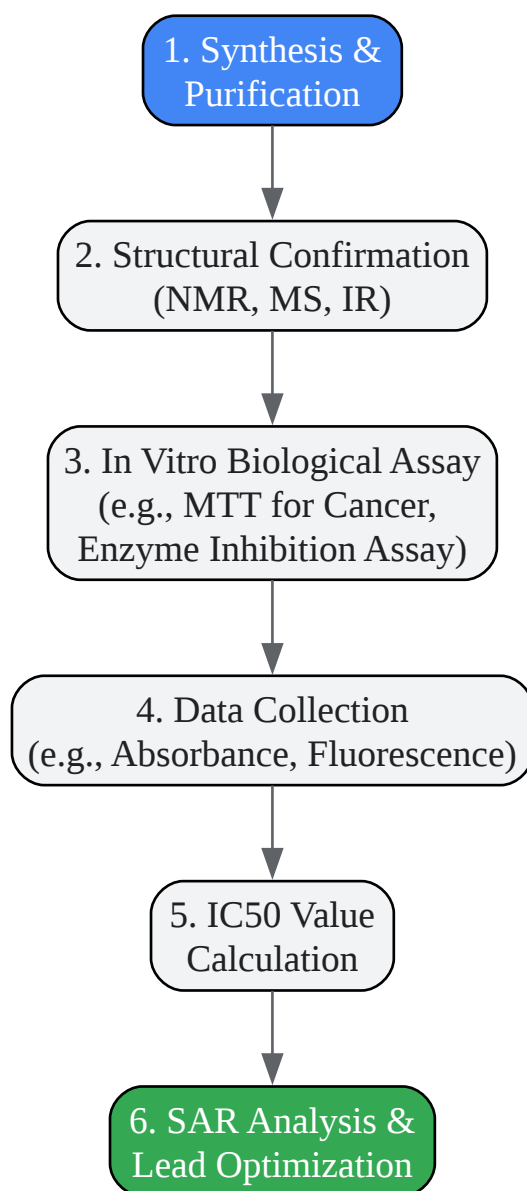 1. Synthesis &
Purification
2. Structural Confirmation
(NMR, MS, IR)
3. In Vitro Biological Assay
(e.g., MTT for Cancer,
Enzyme Inhibition Assay)
4. Data Collection
(e.g., Absorbance, Fluorescence)
5. IC50 Value
Calculation
6. SAR Analysis &
Lead Optimization